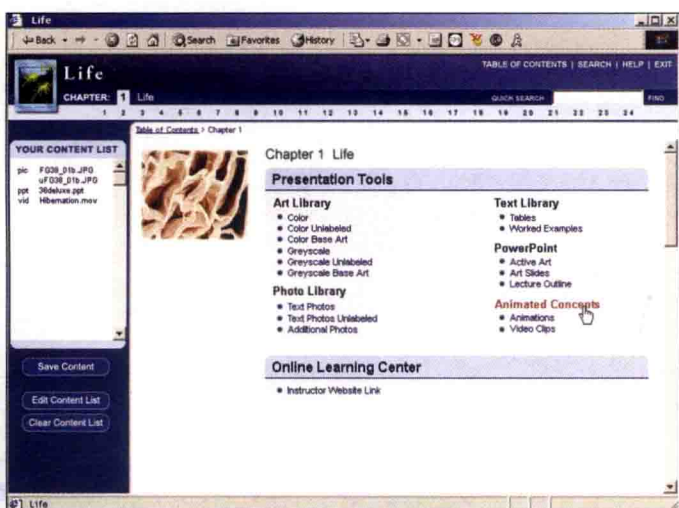 Life
Back Search Favorites History
Life
TABLE OF CONTENTS | SEARCH | HELP | EXIT
CHAPTER: 1 Life
QUICK SEARCH FIND
1 2 3 4 5 6 7 8 9 10 11 12 13 14 15 16 17 18 19 20 21 22 23 24
Table of Contents > Chapter 1
YOUR CONTENT LIST
pic FG38_01b.JPG
uFG38_01b.JPG
ppt 36deluxe.ppt
vid Hibernation.mov
Save Content
Edit Content List
Clear Content List
Chapter 1 Life
Presentation Tools
Art Library
• Color
• Color Unlabeled
• Color Base Art
• Greyscale
• Greyscale Unlabeled
• Greyscale Base Art
Photo Library
• Text Photos
• Text Photos Unlabeled
• Additional Photos
Text Library
• Tables
• Worked Examples
PowerPoint
• Active Art
• Art Slides
• Lecture Outline
Animated Concepts
• Animations
• Video Clips
Online Learning Center
• Instructor Website Link
Life